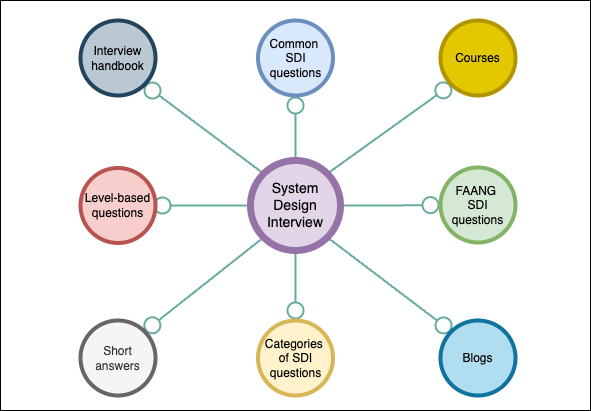 Interview
handbook
Common
SDI
questions
Courses
Level-based
questions
System
Design
Interview
FAANG
SDI
questions
Short
answers
Categories
of SDI
questions
Blogs